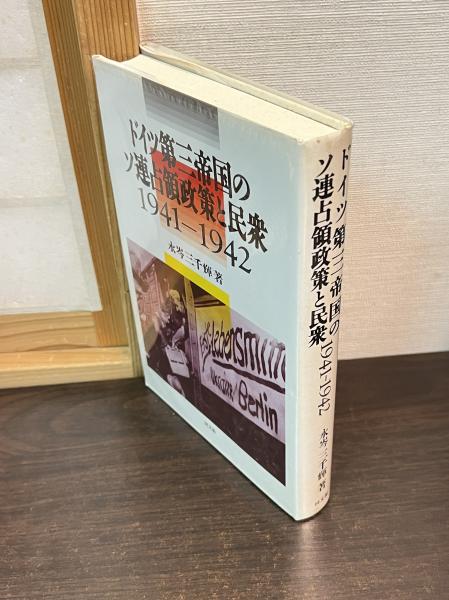 ドイツ第三帝国の
ソ連占領政策と民衆
1941—1942
永岑三千輝著
Ukraine Berlin
ドイツ第三帝国の
ソ連占領政策と民衆 1941-1942
永岑三千輝著